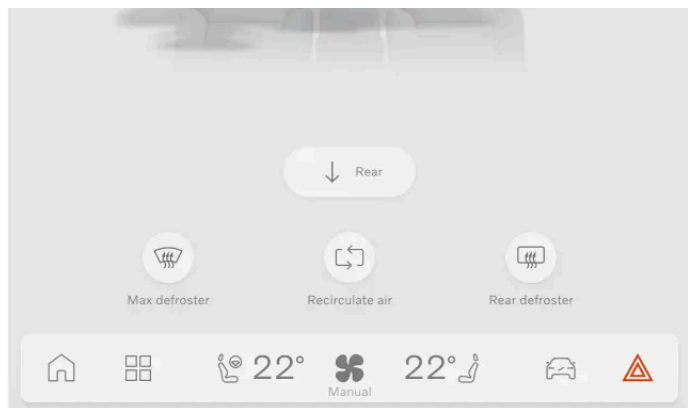 Rear
Max defroster
Recirculate air
Rear defroster
22°
22°
Manual